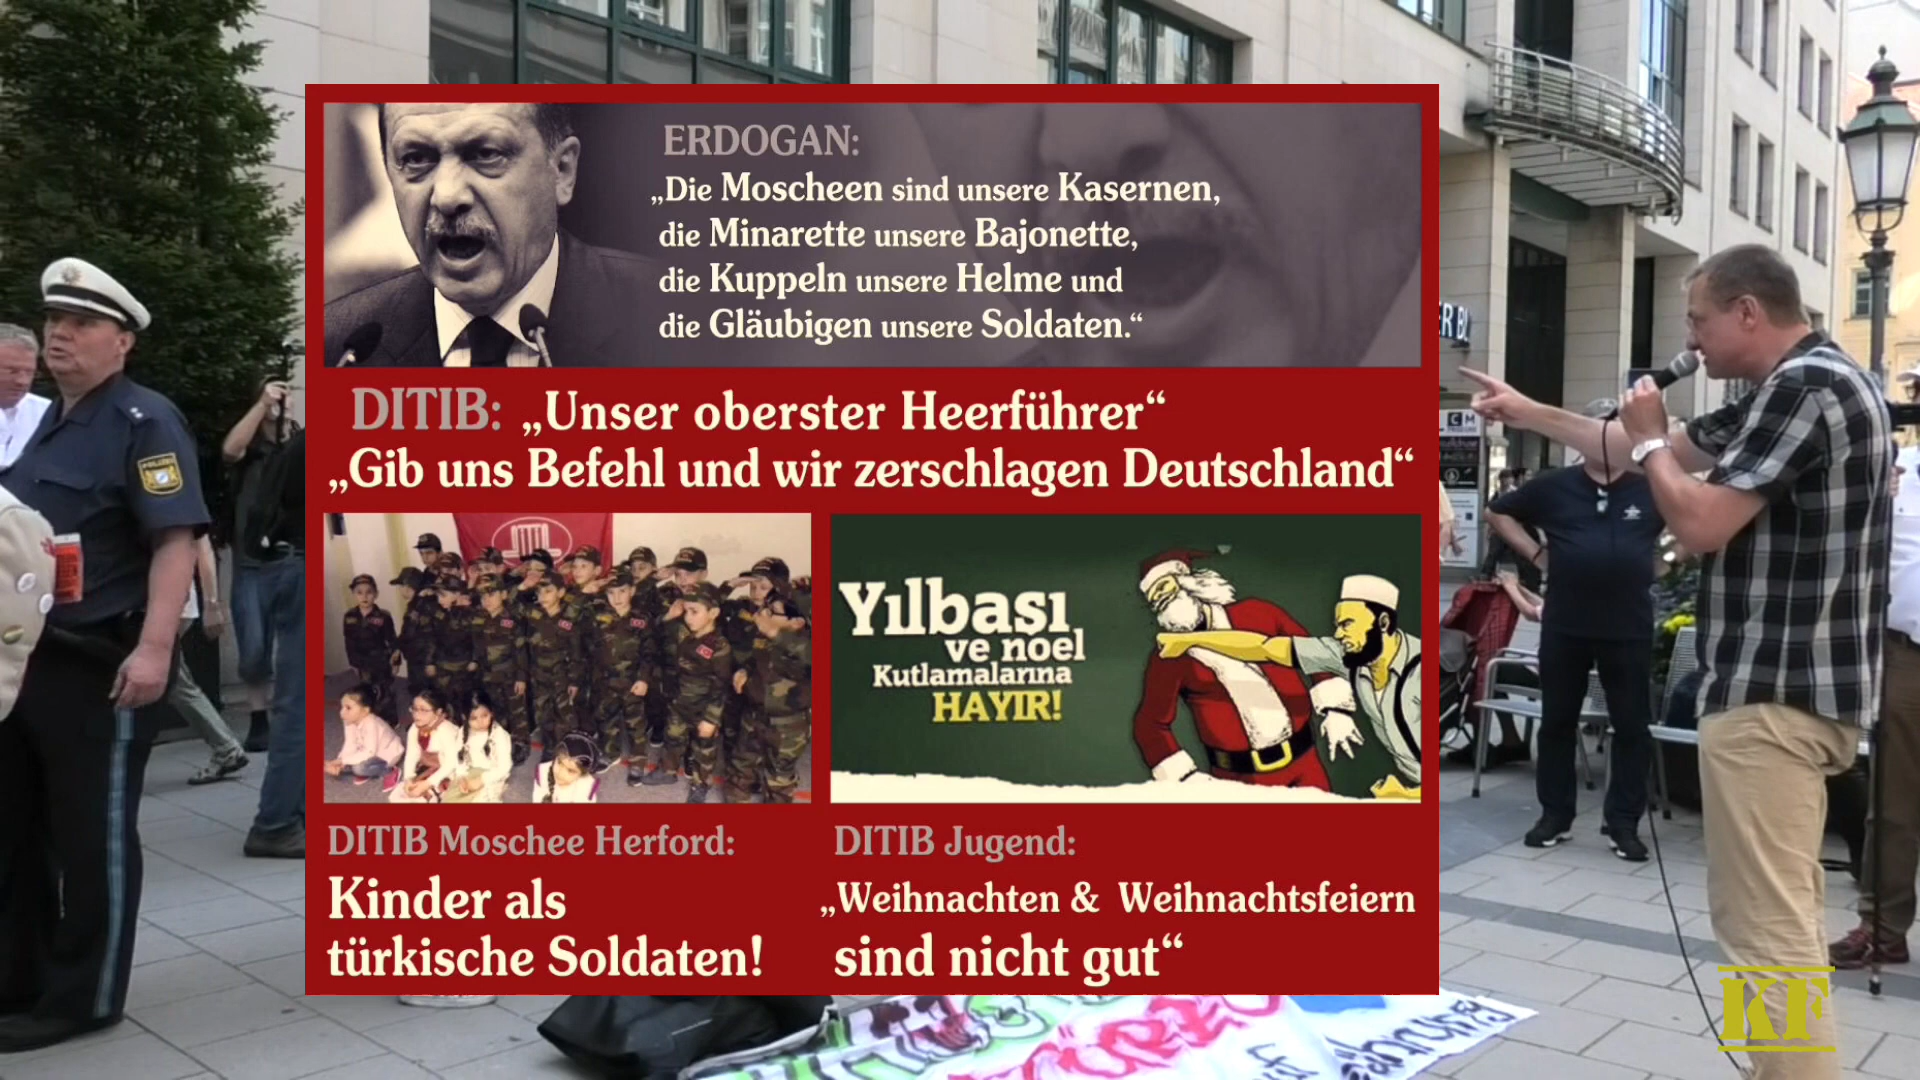 ERDOGAN:
„Die Moscheen sind unsere Kasernen,
die Minarette unsere Bajonette,
die Kuppeln unsere Helme und
die Gläubigen unsere Soldaten.“
DITIB: „Unser oberster Heerführer“
„Gib uns Befehl und wir zerschlagen Deutschland“
Yılbaşı
ve noel
Kutlamalarına
HAYIR!
DITIB Moschee Herford:
Kinder als
türkische Soldaten!
DITIB Jugend:
„Weihnachten & Weihnachtsfeiern
sind nicht gut“
POLIZEI
KF